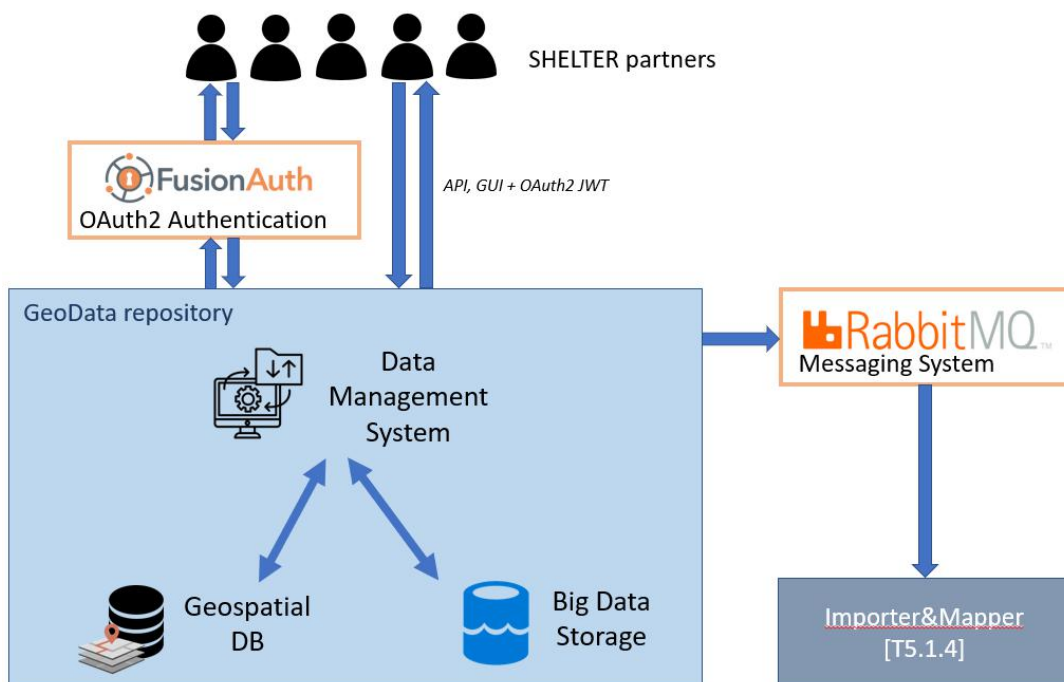 SHELTER partners
FusionAuth
OAuth2 Authentication
API, GUI + OAuth2 JWT
GeoData repository
Data
Management
System
Geospatial
DB
Big Data
Storage
RabbitMQ™
Messaging System
Importer&Mapper
[T5.1.4]